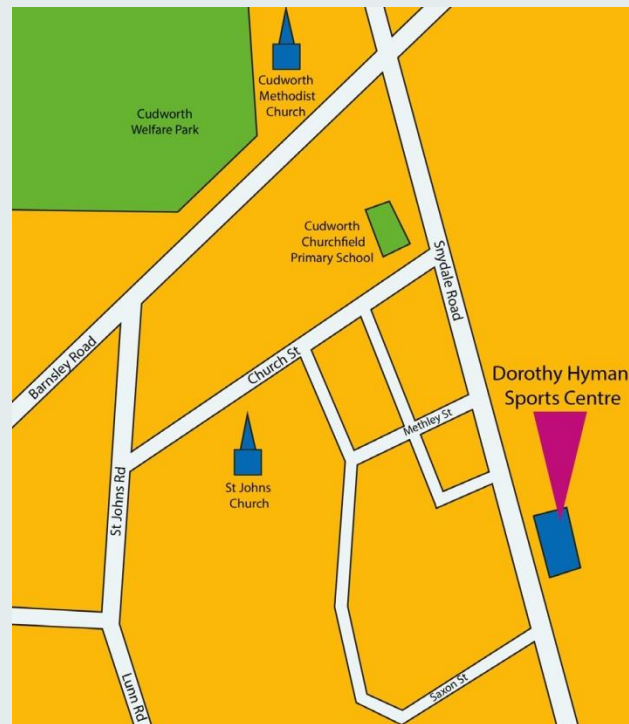 Cudworth
Methodist
Church
Cudworth
Welfare Park
Cudworth
Churchfield
Primary School
Snydale Road
Barnsley Road
Church St
Dorothy Hyman
Sports Centre
Methley St
St Johns
Church
St Johns Rd
Lunn Rd
Saxon St